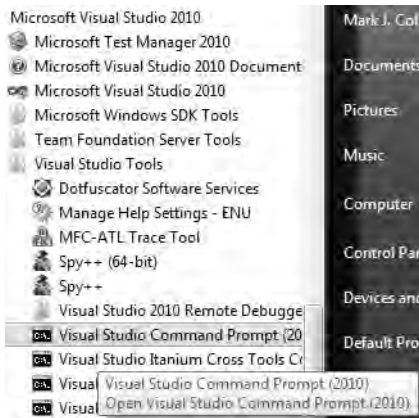 Microsoft Visual Studio 2010
Microsoft Test Manager 2010
Microsoft Visual Studio 2010 Document
Microsoft Visual Studio 2010
Microsoft Windows SDK Tools
Team Foundation Server Tools
Visual Studio Tools
Dotfuscator Software Services
Manage Help Settings - ENU
MFC-ATL Trace Tool
Spy++ (64-bit)
Spy++
Visual Studio 2010 Remote Debugge
Visual Studio Command Prompt (20
Visual Studio Itanium Cross Tools C
Visual
Visual
Visual Studio Command Prompt (2010)
Open Visual Studio Command Prompt (2010)
Mark J. Col
Documents
Pictures
Music
Computer
Control Pan
Devices and
Default Pro